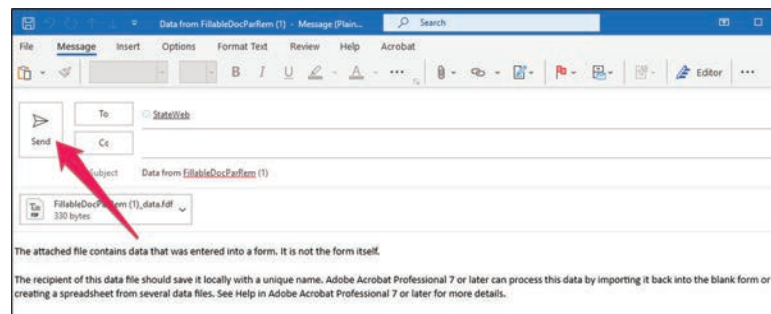 Data from FillableDocParRem (1) - Message (Plain...
Search
File Message Insert Options Format Text Review Help Acrobat
B I U A ... Editor ...
Send
To StateWeb
Cc
Subject Data from FillableDocParRem (1)
FillableDocParRem (1)_data.fdf
330 bytes
The attached file contains data that was entered into a form. It is not the form itself.
The recipient of this data file should save it locally with a unique name. Adobe Acrobat Professional 7 or later can process this data by importing it back into the blank form or
creating a spreadsheet from several data files. See Help in Adobe Acrobat Professional 7 or later for more details.